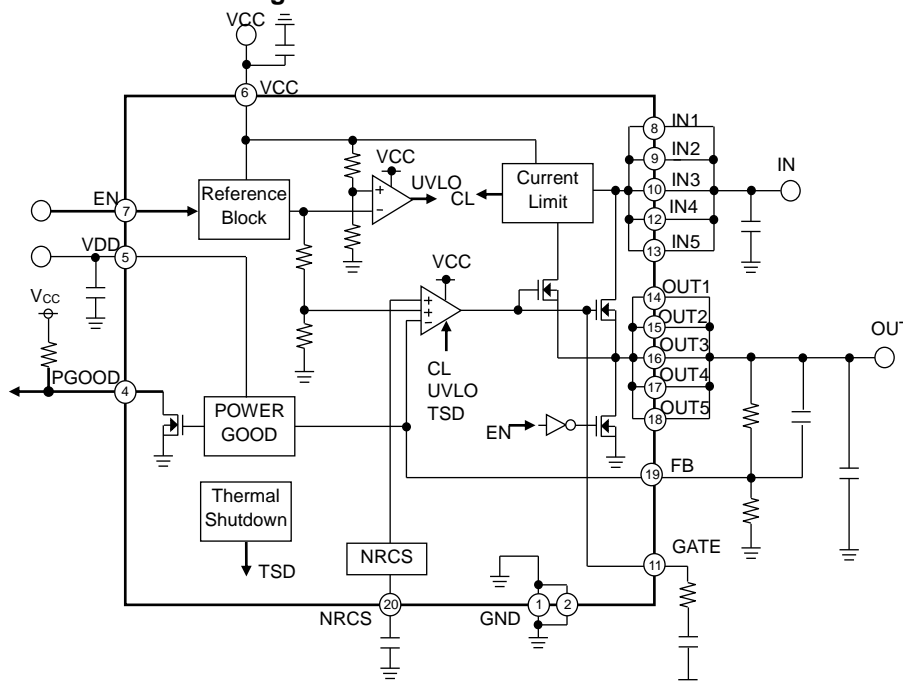 g
VCC
6 VCC
8 IN1
9 IN2
10 IN3
12 IN4
13 IN5
IN
VCC
UVLO
CL
Current
Limit
Reference
Block
EN
7
VDD
5
VCC
VCC
PGOOD
4
CL
UVLO
TSD
14 OUT1
15 OUT2
16 OUT3
17 OUT4
18 OUT5
OUT
POWER
GOOD
EN
19 FB
Thermal
Shutdown
TSD
NRCS
11 GATE
NRCS 20
GND 1 2